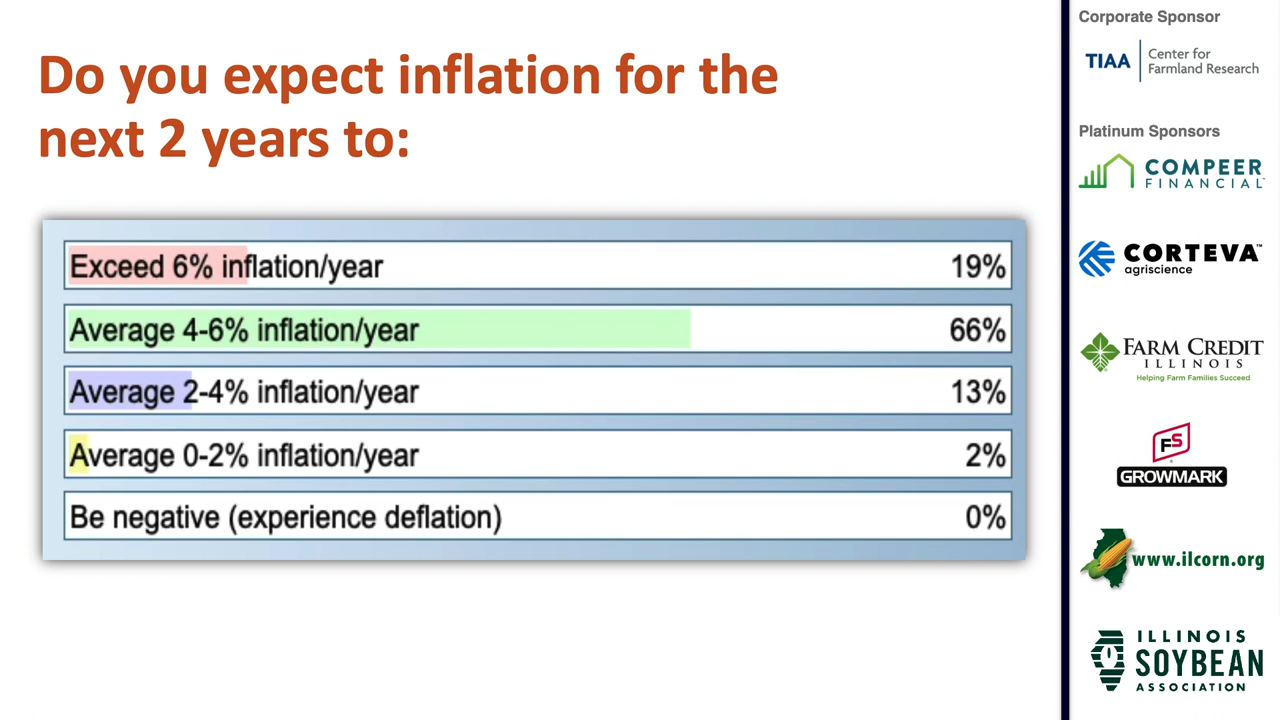 Do you expect inflation for the
next 2 years to:
Exceed 6% inflation/year 19%
Average 4-6% inflation/year 66%
Average 2-4% inflation/year 13%
Average 0-2% inflation/year 2%
Be negative (experience deflation) 0%
Corporate Sponsor
TIAA Center for
Farmland Research
Platinum Sponsors
COMPEER
FINANCIAL
CORTEVA™
agriscience
FARM CREDIT
ILLINOIS
Helping Farm Families Succeed
FS
GROWMARK
www.ilcorn.org
ILLINOIS
SOYBEAN
ASSOCIATION